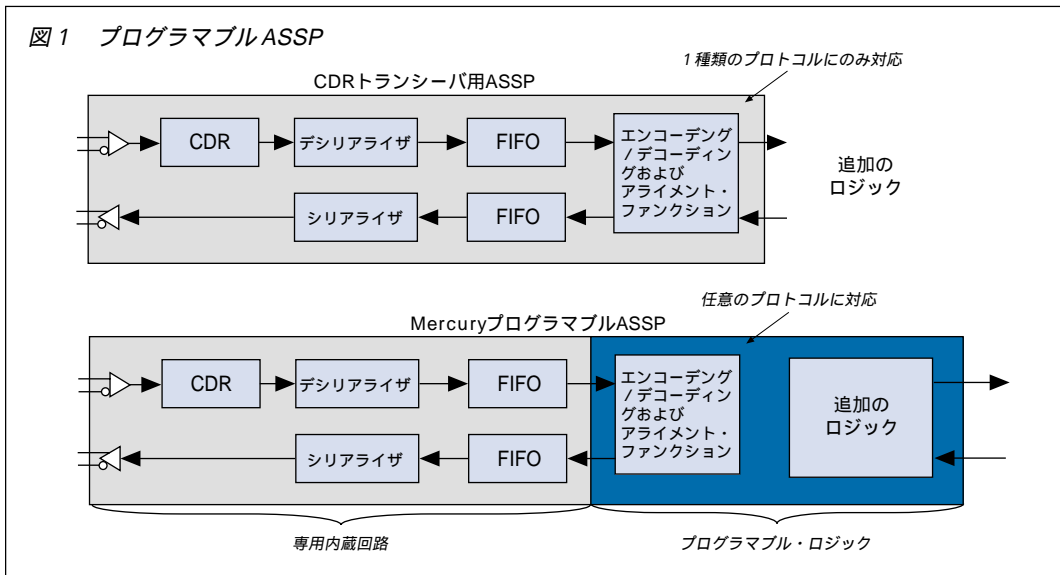 図 1 プログラマブル ASSP
1 種類のプロトコルにのみ対応
CDRトランシーバ用ASSP
CDR
デシリアライザ
FIFO
エンコーデング
/ デコーディン
グおよび
アライメント・
ファンクション
追加の
ロジック
シリアライザ
FIFO
任意のプロトコルに対応
MercuryプログラマブルASSP
CDR
デシリアライザ
FIFO
エンコーデング
/ デコーディン
グおよび
アライメント・
ファンクション
追加の
ロジック
シリアライザ
FIFO
専用内蔵回路
プログラマブル・ロジック